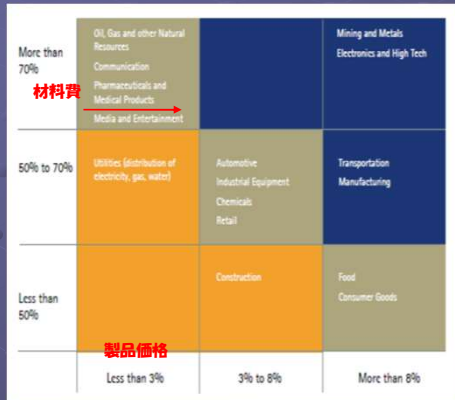 More than
70%
材料費
Oil, Gas and other Natural
Resources
Communication
Pharmaceuticals and
Medical Products
Media and Entertainment
Mining and Metals
Electronics and High Tech
50% to 70%
Utilities (distribution of
electricity, gas, water)
Automotive
Industrial Equipment
Chemicals
Retail
Transportation
Manufacturing
Less than
50%
Construction
Food
Consumer Goods
製品価格
Less than 3%
3% to 8%
More than 8%